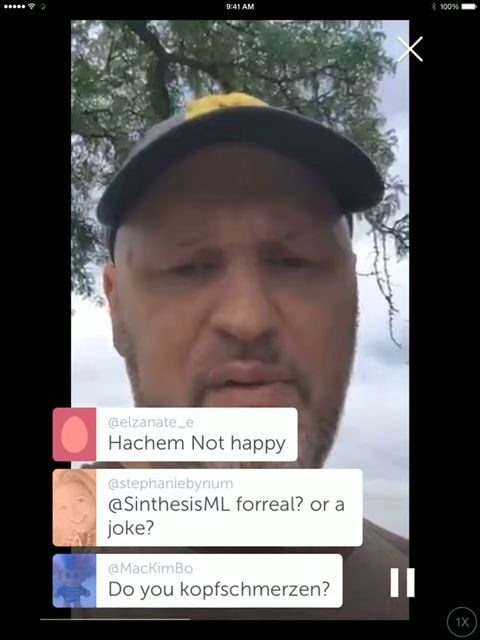 9:41 AM
100%
@elzanate_e
Hachem Not happy
@stephaniebynum
@SinthesisML forreal? or a
joke?
@MacKimBo
Do you kopfschmerzen?
1X